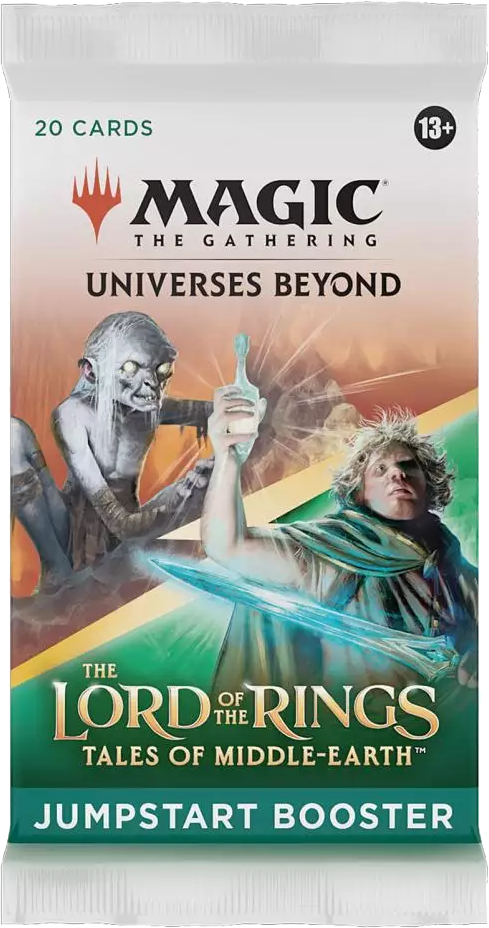 20 CARDS
13+
MAGIC®
THE GATHERING
UNIVERSES BEYOND
THE
LORD OF THE RINGS
TALES OF MIDDLE-EARTH™
JUMPSTART BOOSTER